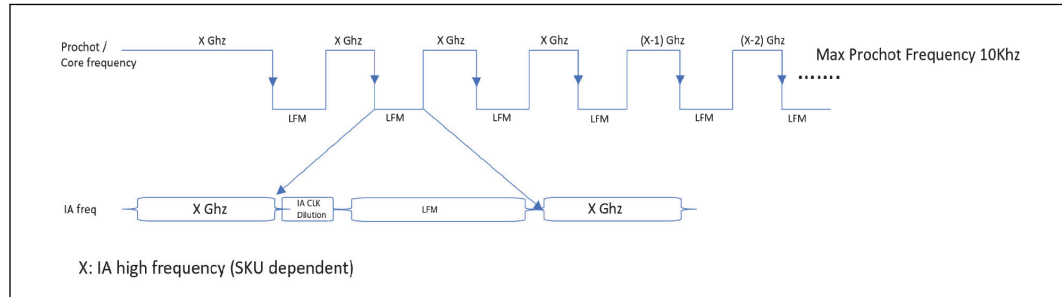 X Ghz X Ghz X Ghz X Ghz (X-1) Ghz (X-2) Ghz
Prochot /
Core frequency
Max Prochot Frequency 10Khz
.......
LFM LFM LFM LFM LFM LFM
IA freq
X Ghz
IA CLK
Dilution
LFM
X Ghz
X: IA high frequency (SKU dependent)